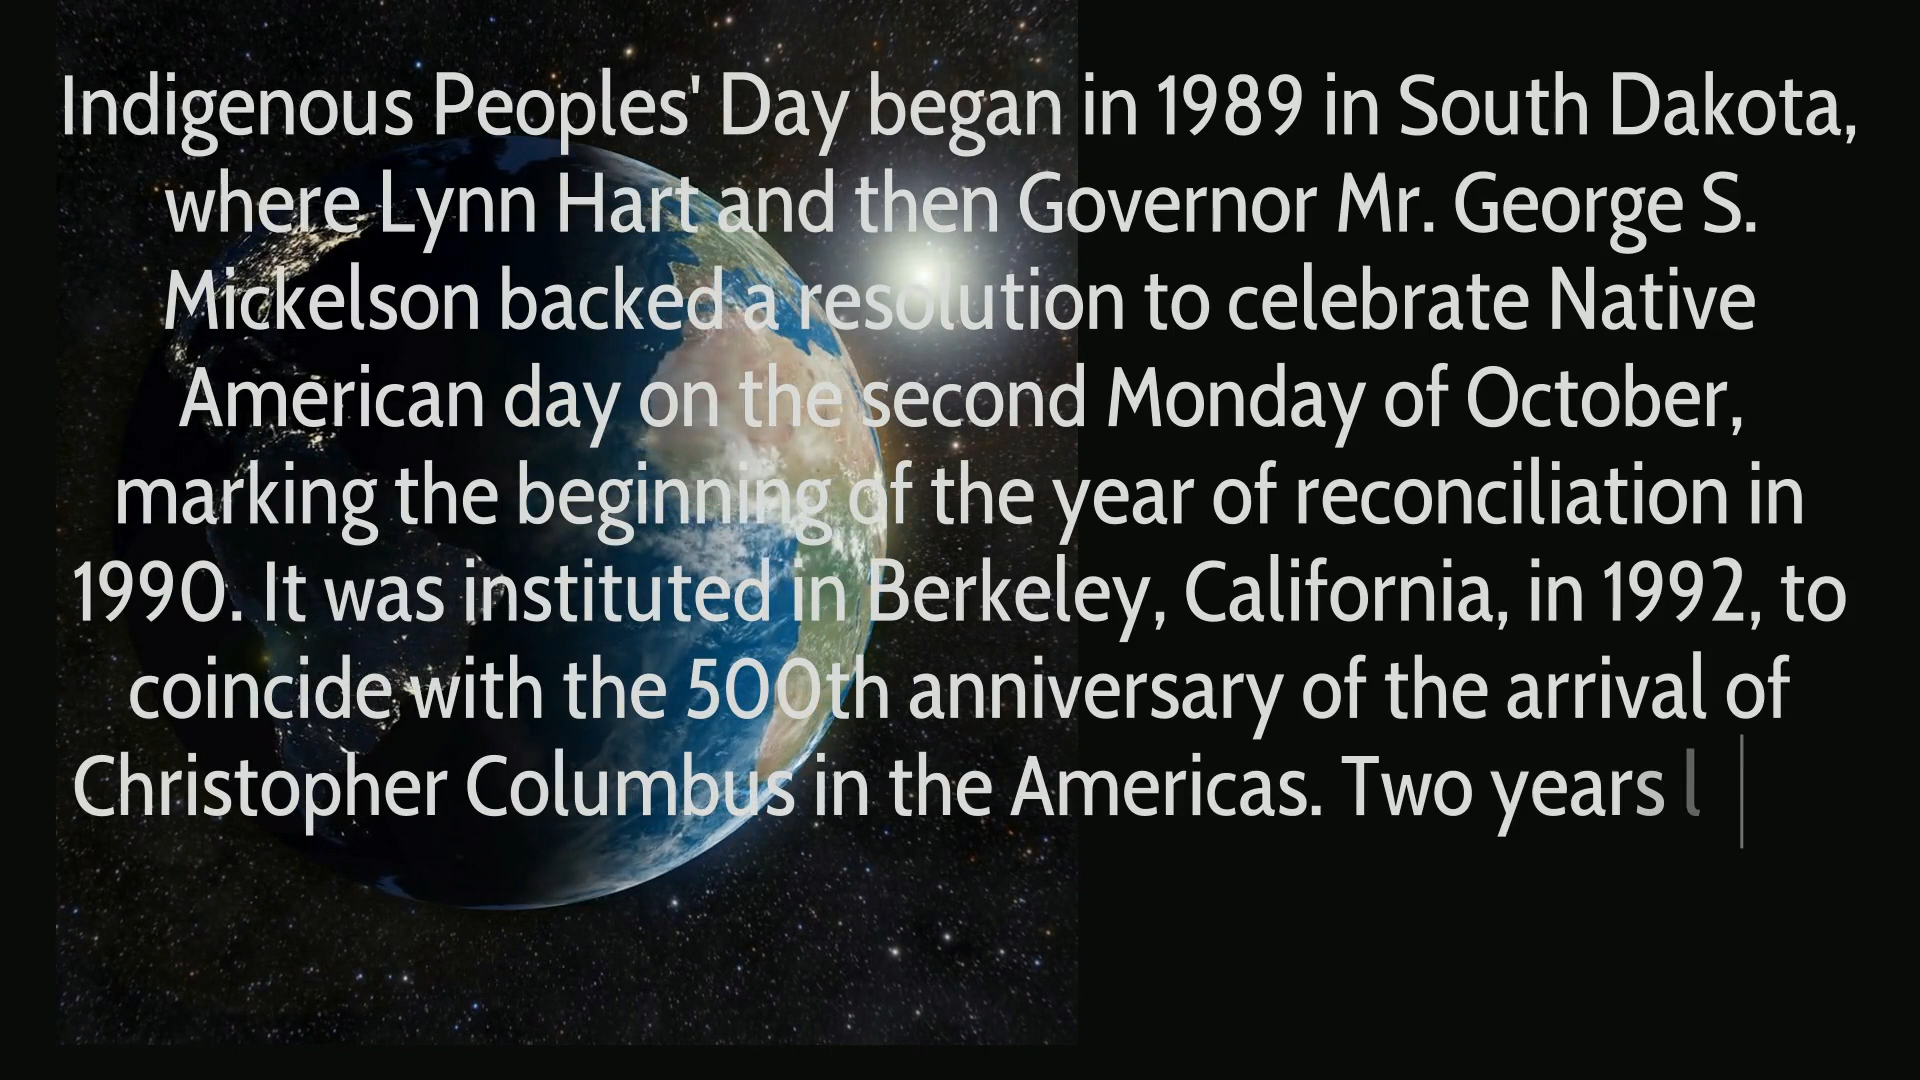 Indigenous Peoples' Day began in 1989 in South Dakota,
where Lynn Hart and then Governor Mr. George S.
Mickelson backed a resolution to celebrate Native
American day on the second Monday of October,
marking the beginning of the year of reconciliation in
1990. It was instituted in Berkeley, California, in 1992, to
coincide with the 500th anniversary of the arrival of
Christopher Columbus in the Americas. Two years l